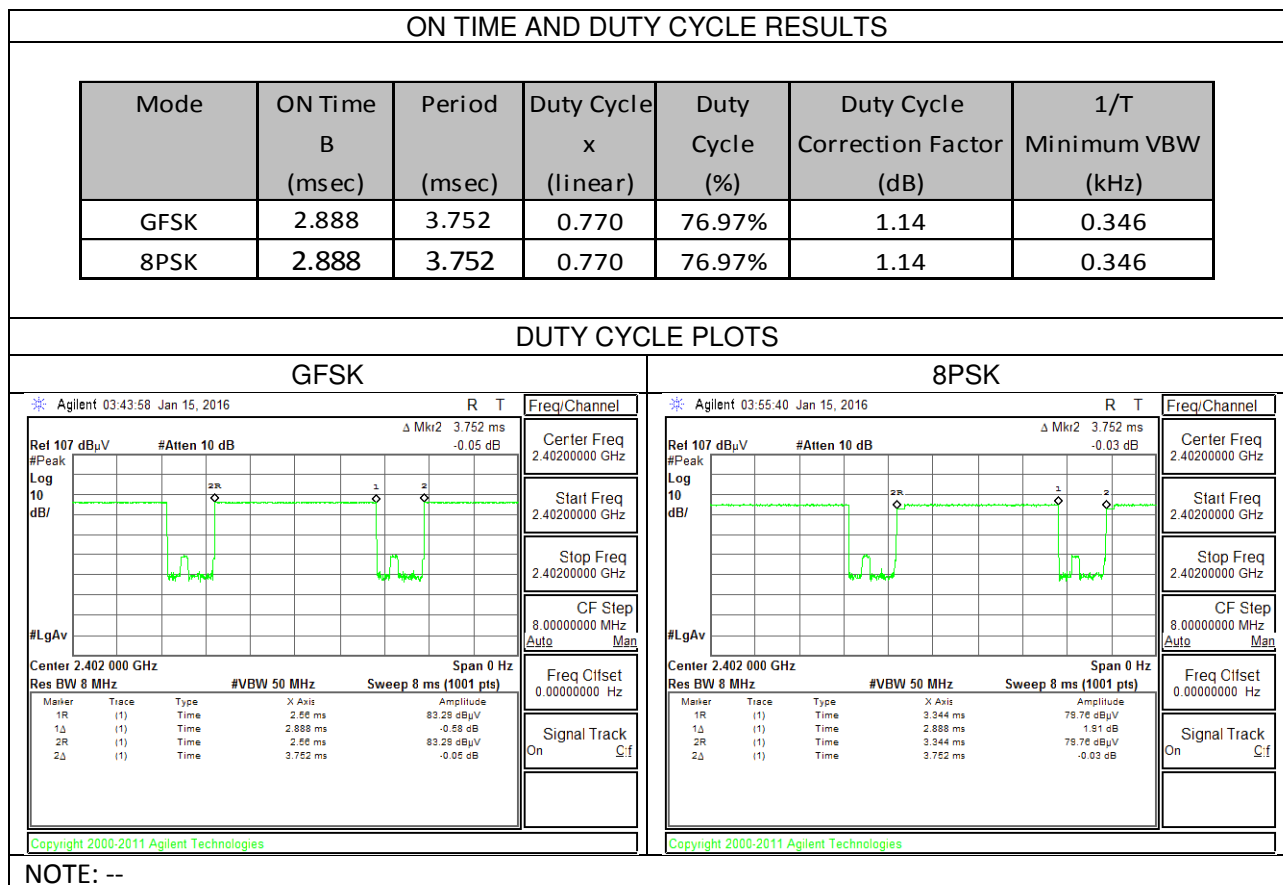 ON TIME AND DUTY CYCLE RESULTS
Mode ON Time Period Duty Cycle Duty Duty Cycle 1/T
B x Cycle Correction Factor Minimum VBW
(msec) (msec) (linear) (%) (dB) (kHz)
GFSK 2.888 3.752 0.770 76.97% 1.14 0.346
8PSK 2.888 3.752 0.770 76.97% 1.14 0.346
DUTY CYCLE PLOTS
GFSK
Agilent 03:43:58 Jan 15, 2016 R T
Δ Mkr2 3.752 ms
Ref 107 dBµV #Atten 10 dB -0.05 dB
#Peak
Log
10
dB/
2R 1 2
#LgAv
Center 2.402 000 GHz Span 0 Hz
Res BW 8 MHz #VBW 50 MHz Sweep 8 ms (1001 pts)
Marker Trace Type X Axis Amplitude
1R (1) Time 2.56 ms 83.29 dBµV
1Δ (1) Time 2.888 ms -0.58 dB
2R (1) Time 2.56 ms 83.29 dBµV
2Δ (1) Time 3.752 ms -0.05 dB
Copyright 2000-2011 Agilent Technologies
Freq/Channel
Center Freq
2.40200000 GHz
Start Freq
2.40200000 GHz
Stop Freq
2.40200000 GHz
CF Step
8.00000000 MHz
Auto Man
Freq Offset
0.00000000 Hz
Signal Track
On
8PSK
Agilent 03:55:40 Jan 15, 2016 R T
Δ Mkr2 3.752 ms
Ref 107 dBµV #Atten 10 dB -0.03 dB
#Peak
Log
10
dB/
2R 1 2
#LgAv
Center 2.402 000 GHz Span 0 Hz
Res BW 8 MHz #VBW 50 MHz Sweep 8 ms (1001 pts)
Marker Trace Type X Axis Amplitude
1R (1) Time 3.344 ms 79.76 dBµV
1Δ (1) Time 2.888 ms 1.91 dB
2R (1) Time 3.344 ms 79.76 dBµV
2Δ (1) Time 3.752 ms -0.03 dB
Copyright 2000-2011 Agilent Technologies
Freq/Channel
Center Freq
2.40200000 GHz
Start Freq
2.40200000 GHz
Stop Freq
2.40200000 GHz
CF Step
8.00000000 MHz
Auto Man
Freq Offset
0.00000000 Hz
Signal Track
On
NOTE: --